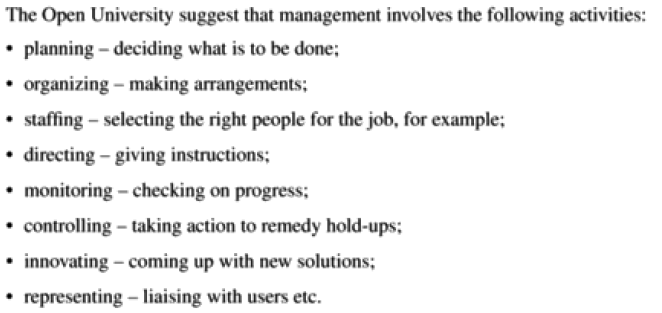 The Open University suggest that management involves the following activities:
• planning – deciding what is to be done;
• organizing – making arrangements;
• staffing – selecting the right people for the job, for example;
• directing – giving instructions;
• monitoring – checking on progress;
• controlling – taking action to remedy hold-ups;
• innovating – coming up with new solutions;
• representing – liaising with users etc.